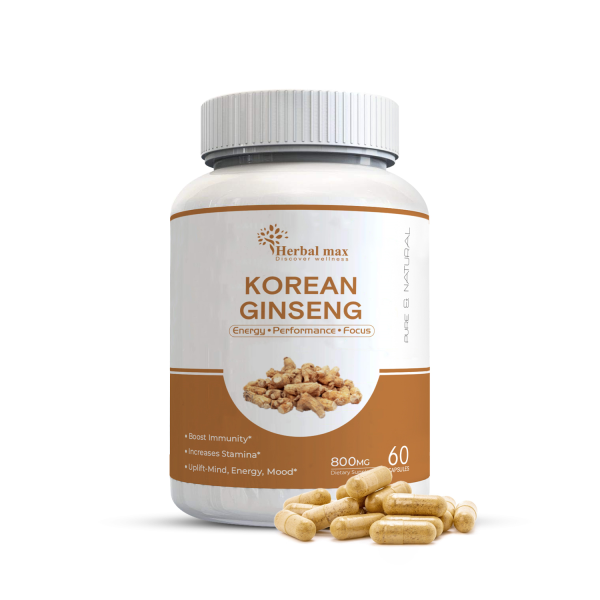 Herbal max
Discover wellness
KOREAN
GINSENG
Energy • Performance • Focus
PURE & NATURAL
• Boost Immunity*
• Increases Stamina*
• Uplift-Mind, Energy, Mood*
800MG
Dietary
60